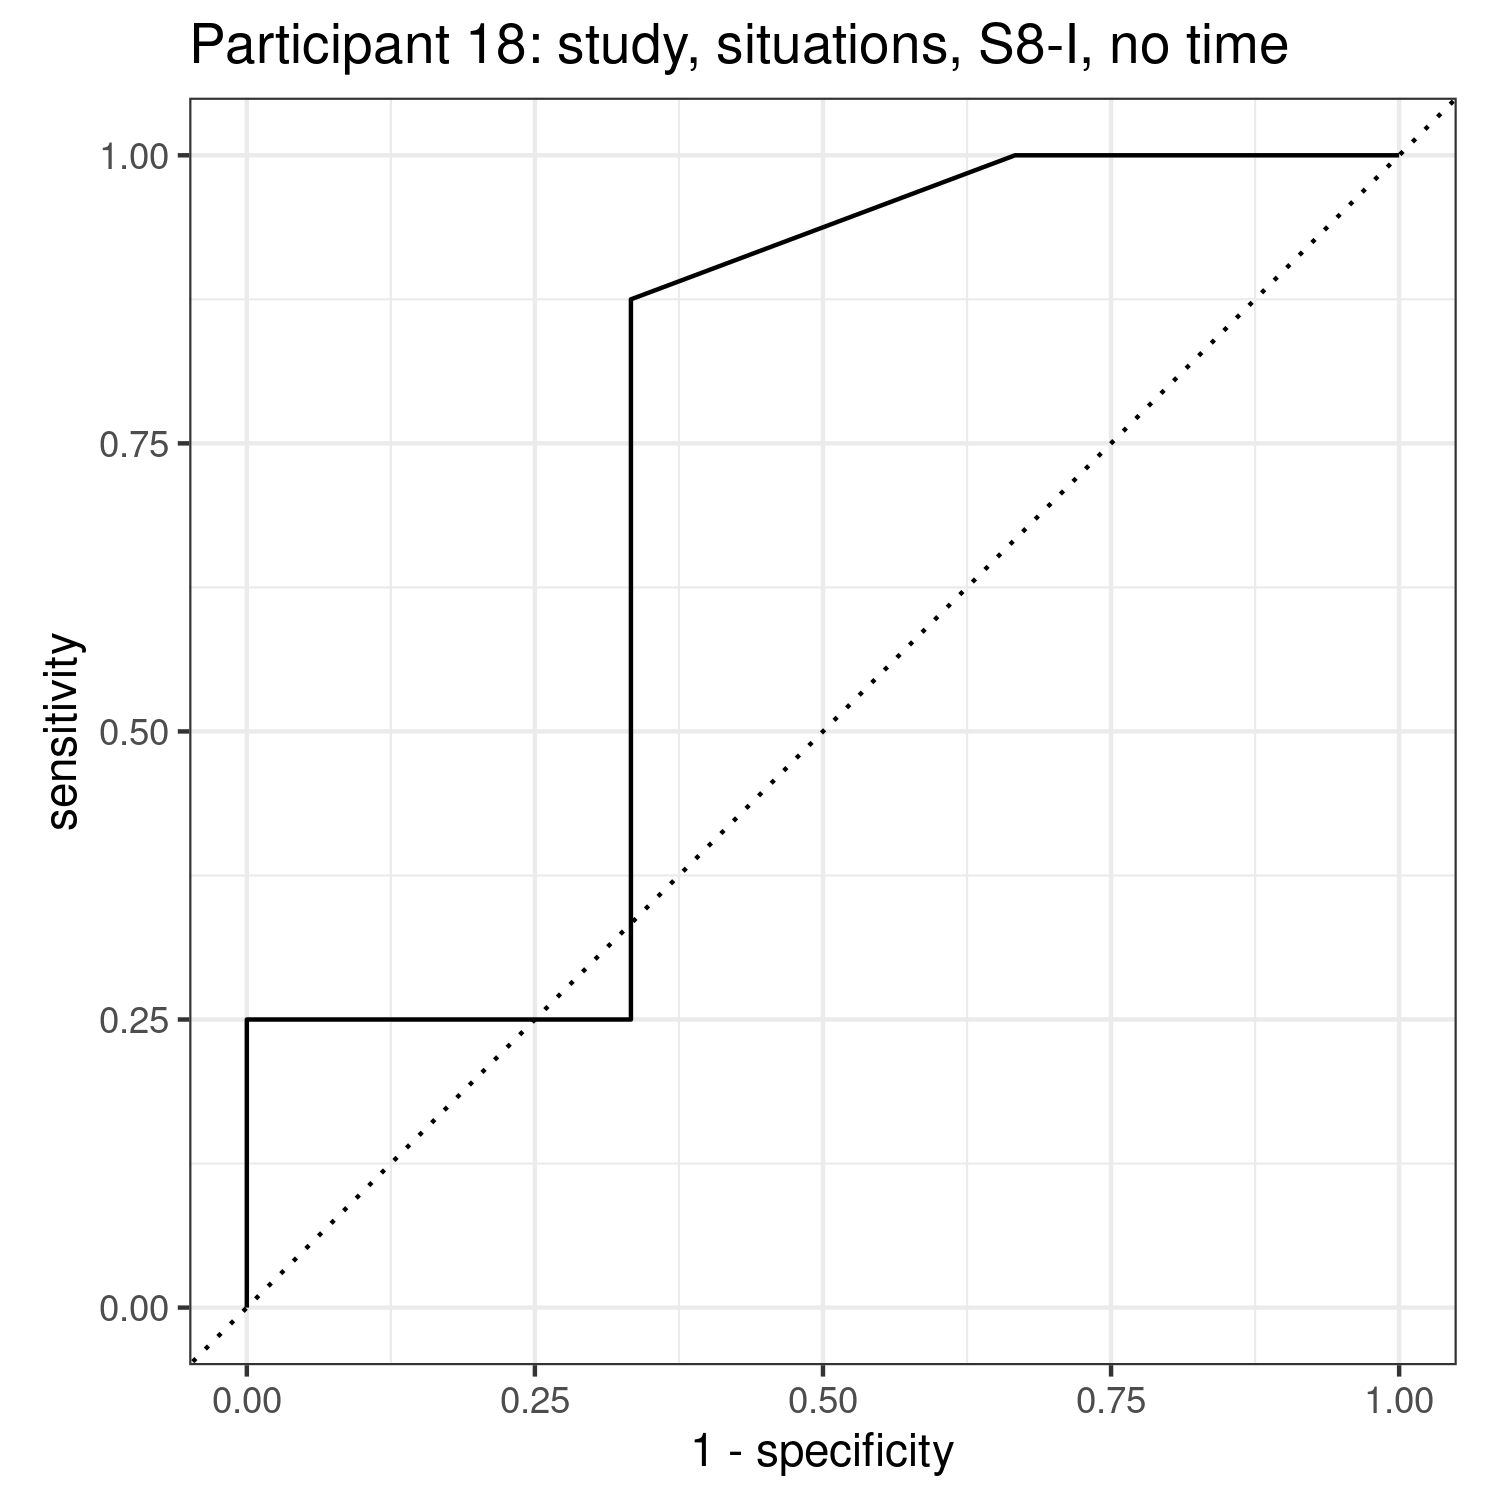 Participant 18: study, situations, S8-I, no time
sensitivity
1.00
0.75
0.50
0.25
0.00
0.00 0.25 0.50 0.75 1.00
1 - specificity